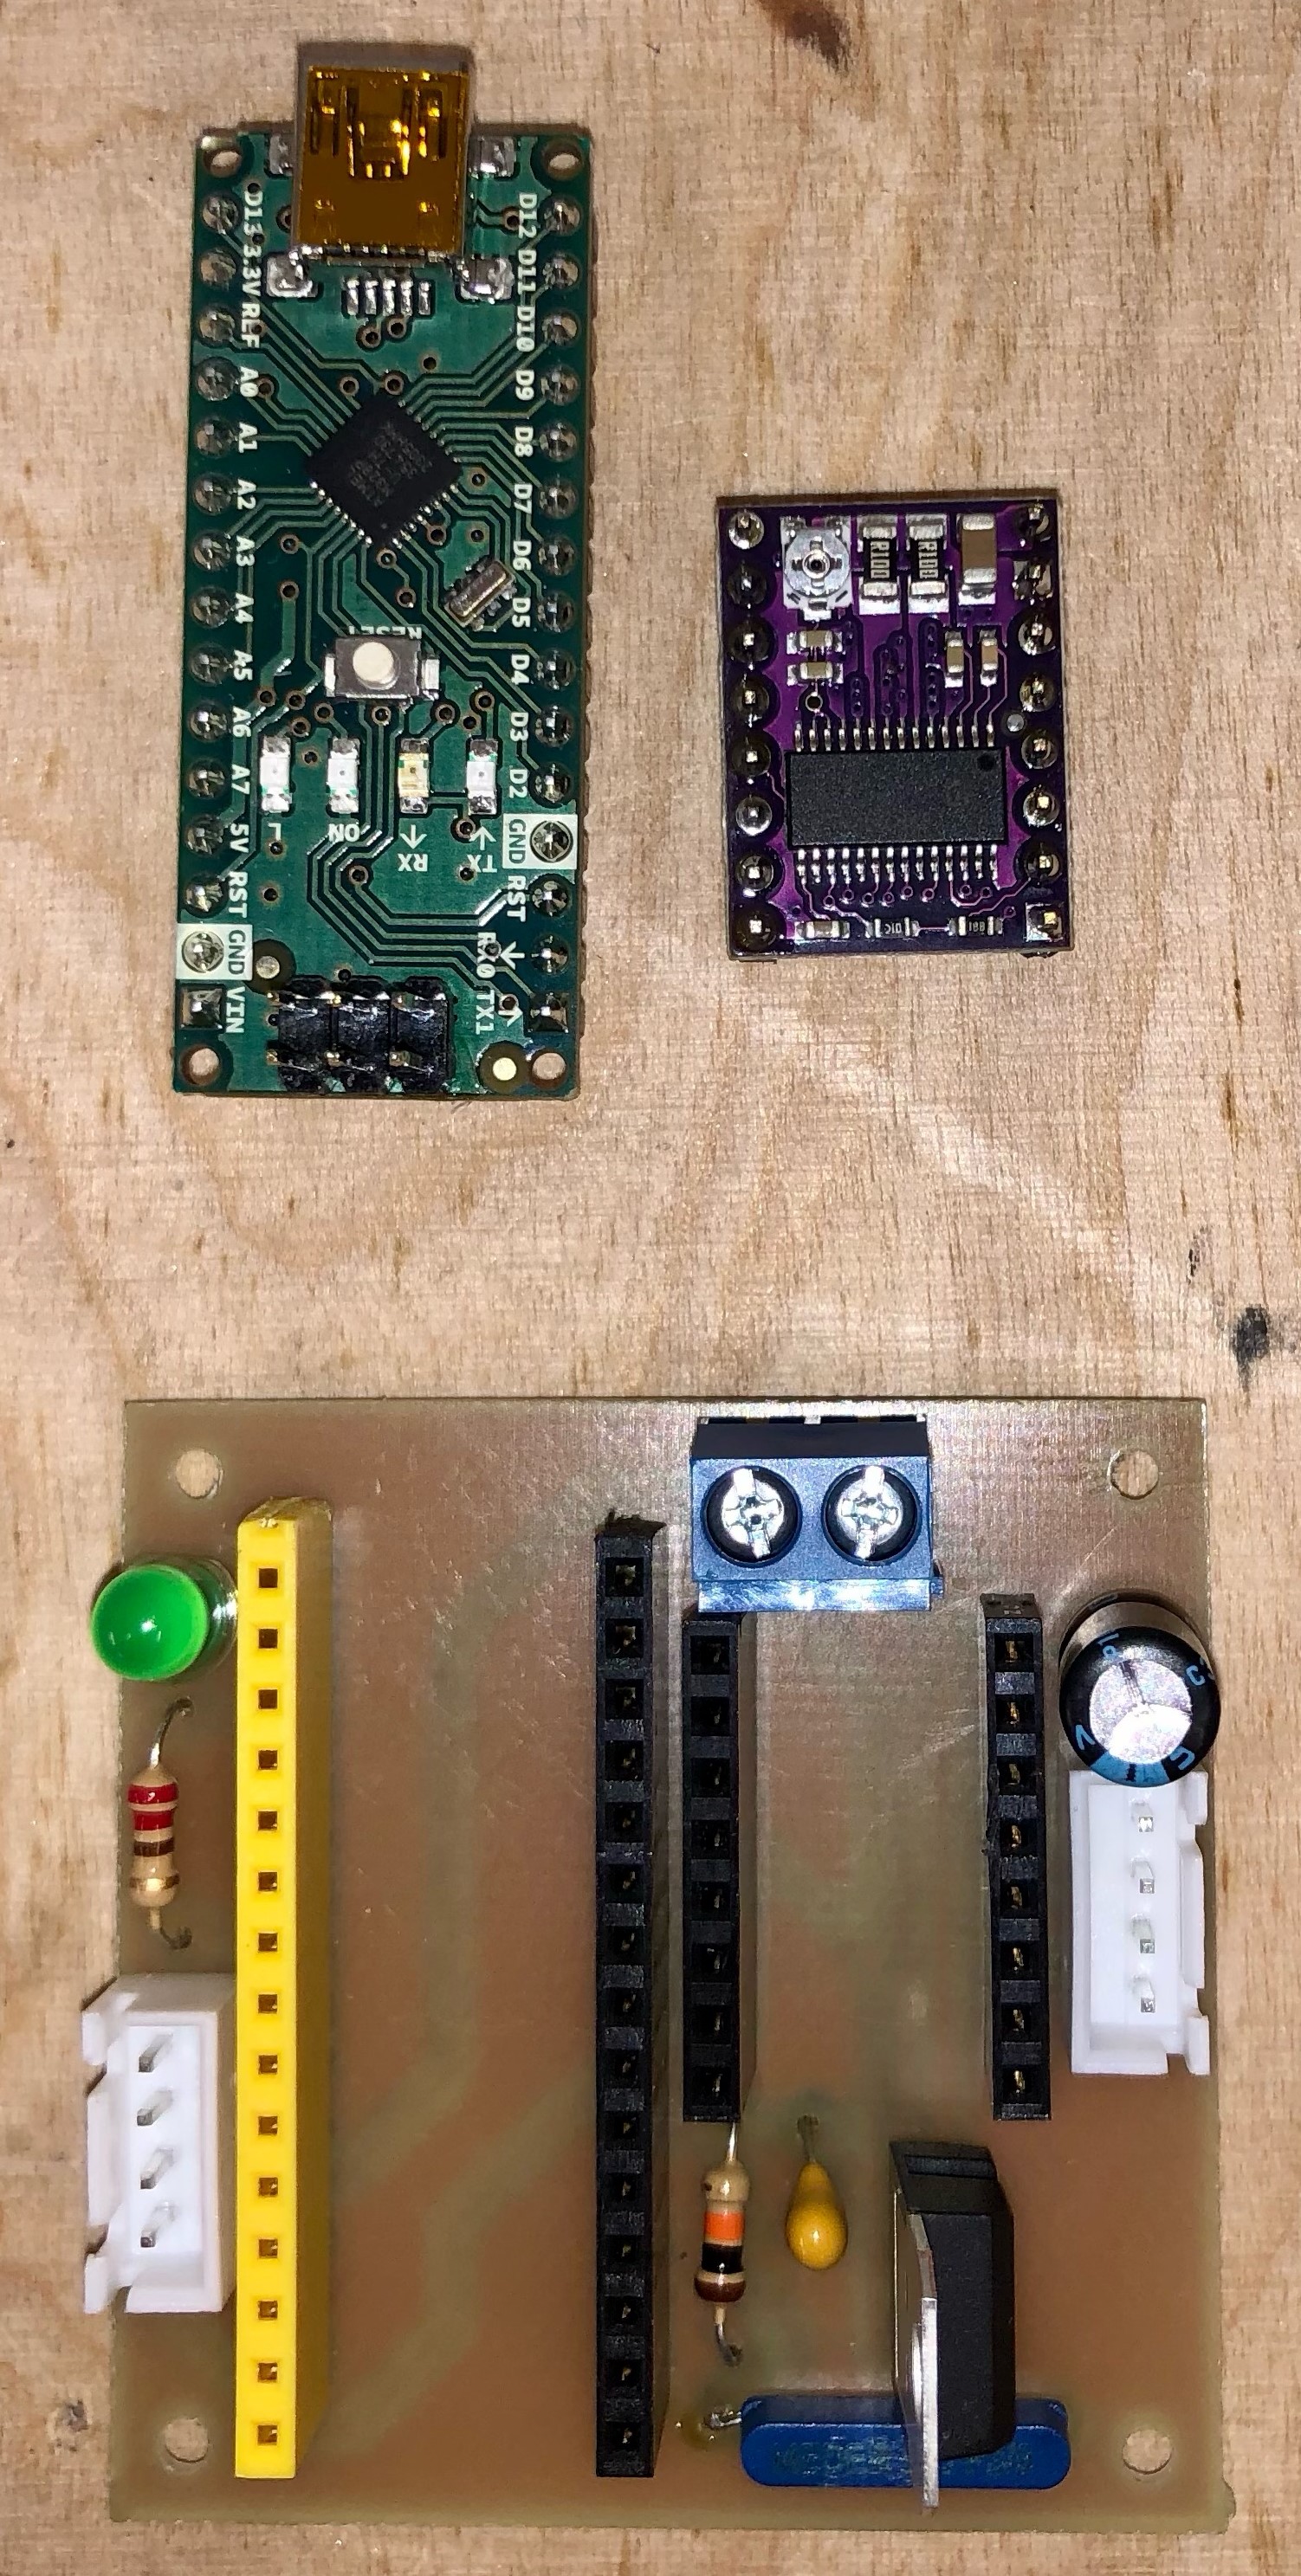 D13
3.3V
REF
A0
A1
A2
A3
A4
A5
A6
A7
5V
RST
GND
VIN
D12
D11
D10
D9
D8
D7
D6
D5
D4
D3
D2
GND
RST
RX0
TX1
RESET
L
ON
RX
TX
R100
R100